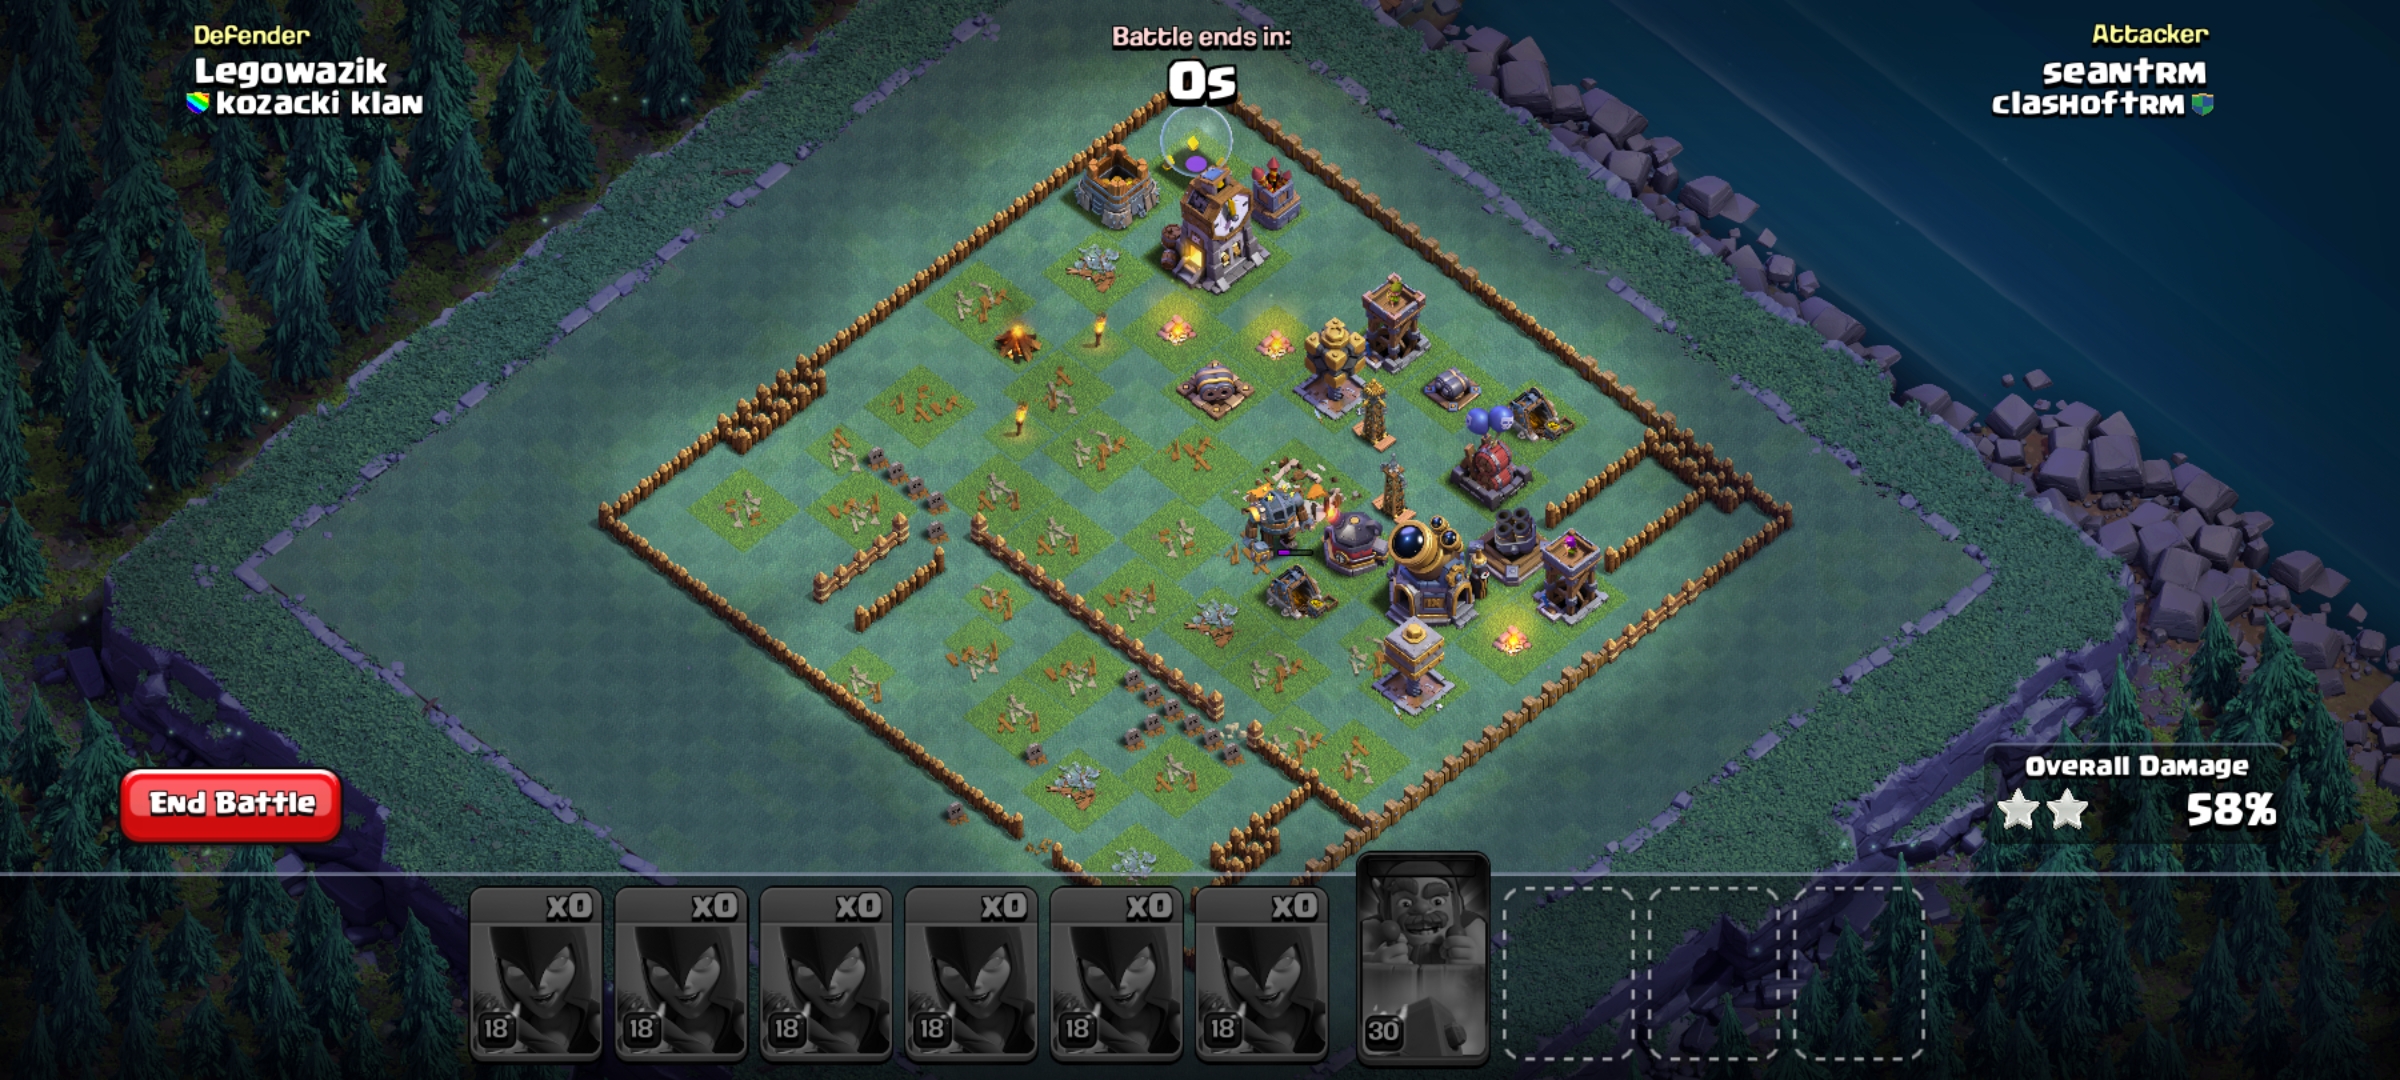 Defender
Legowazik
kozacki klan
Battle ends in:
0s
Attacker
seantRM
clashoftRM
End Battle
Overall Damage
58%
x0
x0
x0
x0
x0
x0
18
18
18
18
18
18
30